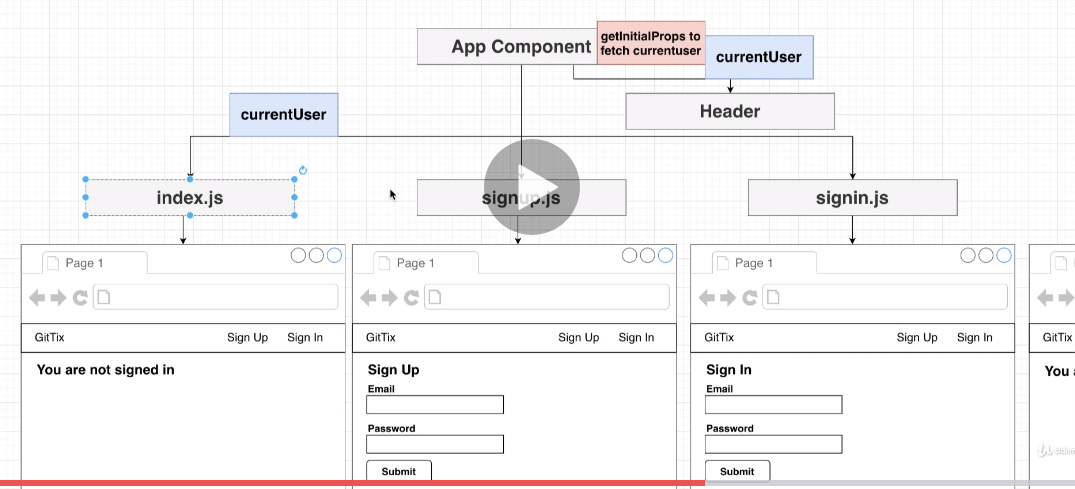 App Component
getInitialProps to
fetch currentuser
currentUser
currentUser
Header
index.js
signup.js
signin.js
Page 1
Page 1
Page 1
GitTix Sign Up Sign In
GitTix Sign Up Sign In
GitTix Sign Up Sign In
GitTix
You are not signed in
Sign Up
Email
Password
Submit
Sign In
Email
Password
Submit
You